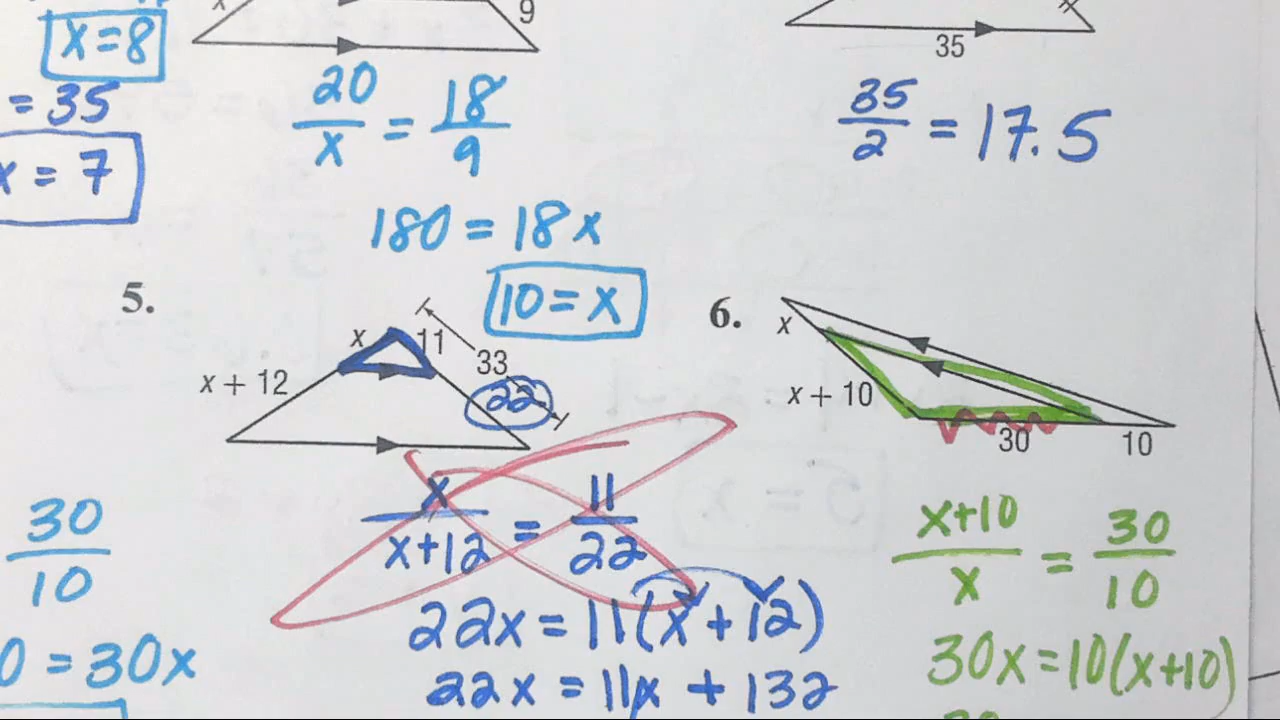 x=8
= 35
x = 7
x
9
20/x = 18/9
180 = 18x
10 = x
35
35/2 = 17.5
5.
x
11
33
22
x + 12
x/x+12 = 11/22
22x = 11(x + 12)
22x = 11x + 132
30/10
0 = 30x
6.
x
x + 10
30
10
x+10/x = 30/10
30x = 10(x+10)